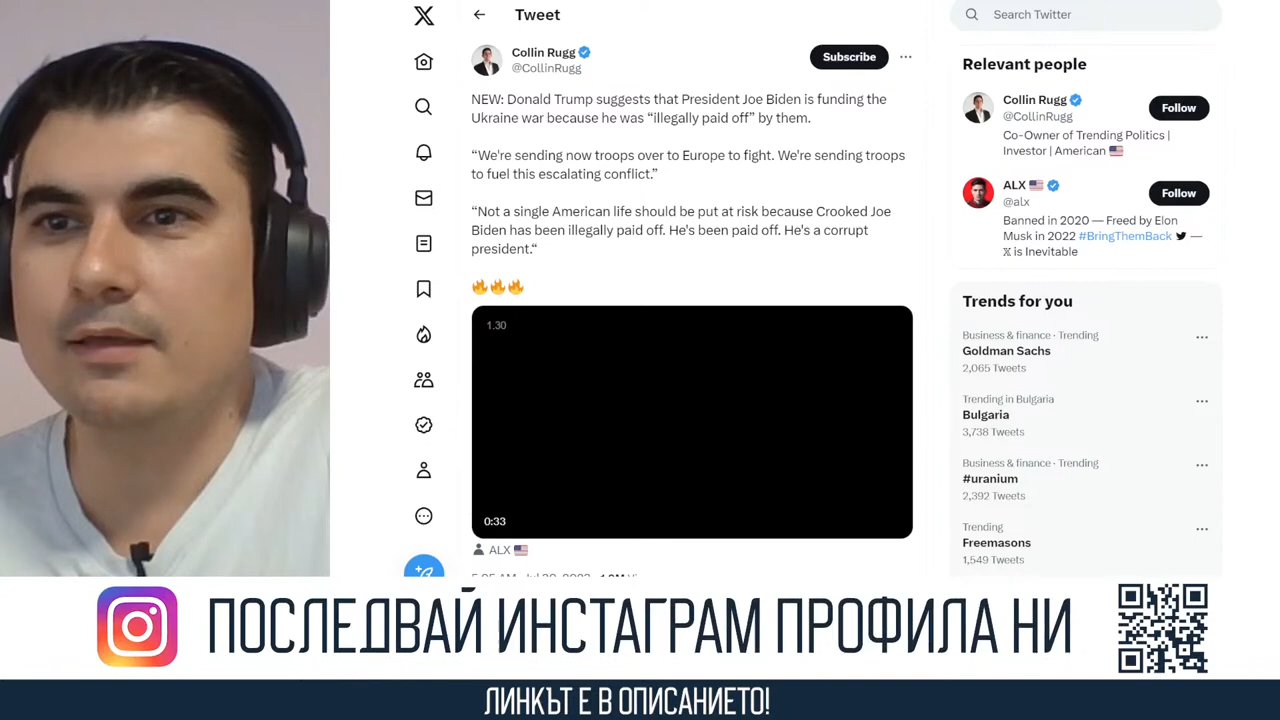 Tweet
Collin Rugg
@CollinRugg
Subscribe
NEW: Donald Trump suggests that President Joe Biden is funding the
Ukraine war because he was “illegally paid off” by them.
“We're sending now troops over to Europe to fight. We're sending troops
to fuel this escalating conflict.”
“Not a single American life should be put at risk because Crooked Joe
Biden has been illegally paid off. He's been paid off. He's a corrupt
president.“
1.30
0:33
ALX
Search Twitter
Relevant people
Collin Rugg
@CollinRugg
Follow
Co-Owner of Trending Politics |
Investor | American
ALX
@alx
Follow
Banned in 2020 — Freed by Elon
Musk in 2022 #BringThemBack —
𝕏 is Inevitable
Trends for you
Business & finance · Trending
Goldman Sachs
2,065 Tweets
Trending in Bulgaria
Bulgaria
3,738 Tweets
Business & finance · Trending
#uranium
2,392 Tweets
Trending
Freemasons
1,549 Tweets
ПОСЛЕДВАЙ ИНСТАГРАМ ПРОФИЛА НИ
ЛИНКЪТ Е В ОПИСАНИЕТО!